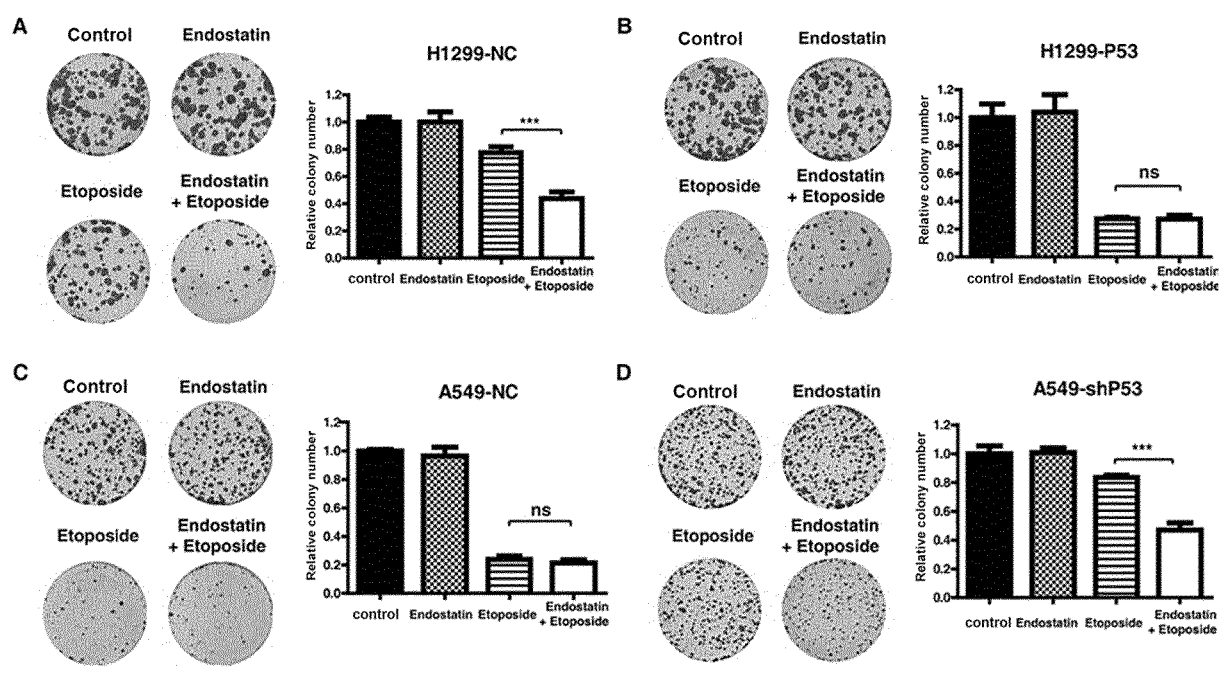 A
Control
Endostatin
Etoposide
Endostatin
+ Etoposide
H1299-NC
Relative colony number
1.2
1.0
0.8
0.6
0.4
0.2
0.0
***
control
Endostatin
Etoposide
Endostatin
+ Etoposide
B
Control
Endostatin
Etoposide
Endostatin
+ Etoposide
H1299-P53
Relative colony number
1.2
1.0
0.8
0.6
0.4
0.2
0.0
ns
control
Endostatin
Etoposide
Endostatin
+ Etoposide
C
Control
Endostatin
Etoposide
Endostatin
+ Etoposide
A549-NC
Relative colony number
1.2
1.0
0.8
0.6
0.4
0.2
0.0
ns
control
Endostatin
Etoposide
Endostatin
+ Etoposide
D
Control
Endostatin
Etoposide
Endostatin
+ Etoposide
A549-shP53
Relative colony number
1.2
1.0
0.8
0.6
0.4
0.2
0.0
***
control
Endostatin
Etoposide
Endostatin
+ Etoposide